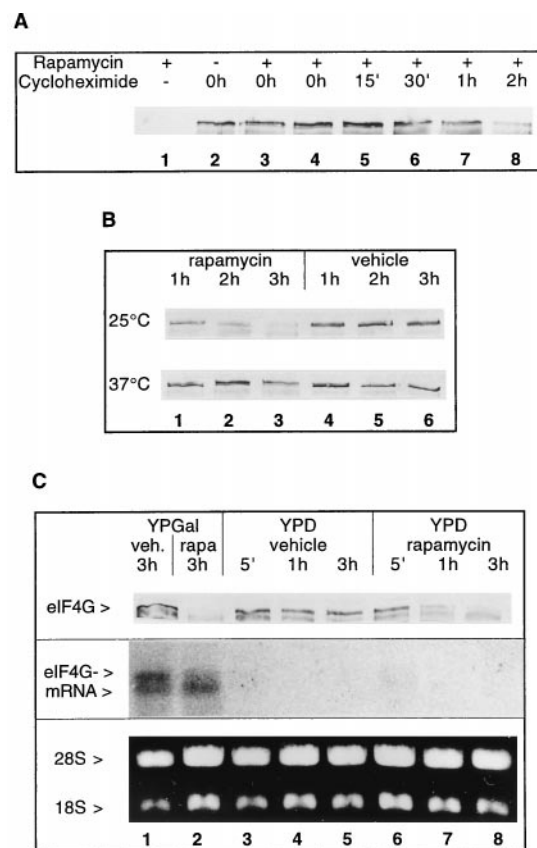 A
Rapamycin + - + + + + + +
Cycloheximide - 0h 0h 0h 15' 30' 1h 2h
1 2 3 4 5 6 7 8
B
rapamycin vehicle
1h 2h 3h 1h 2h 3h
25°C
37°C
1 2 3 4 5 6
C
YPGal YPD YPD
veh. rapa vehicle rapamycin
3h 3h 5' 1h 3h 5' 1h 3h
eIF4G >
eIF4G- >
mRNA >
28S >
18S >
1 2 3 4 5 6 7 8